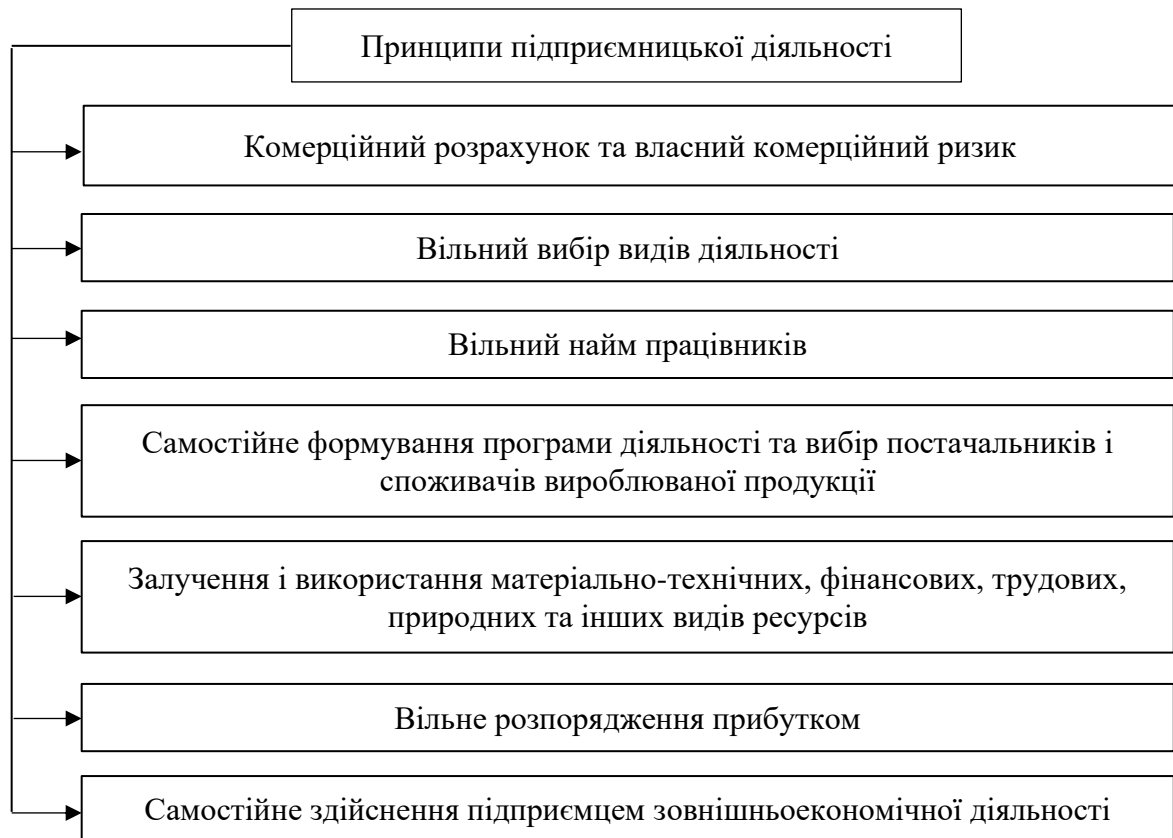 Принципи підприємницької діяльності
Комерційний розрахунок та власний комерційний ризик
Вільний вибір видів діяльності
Вільний найм працівників
Самостійне формування програми діяльності та вибір постачальників і
споживачів вироблюваної продукції
Залучення і використання матеріально-технічних, фінансових, трудових,
природних та інших видів ресурсів
Вільне розпорядження прибутком
Самостійне здійснення підприємцем зовнішньоекономічної діяльності